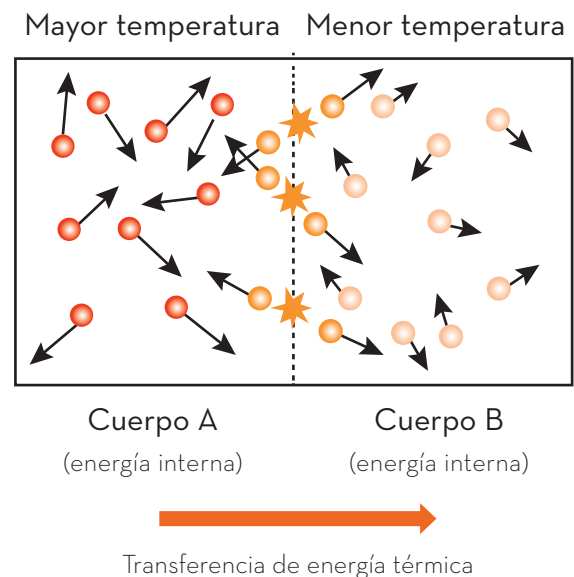 Mayor temperatura
Menor temperatura
Cuerpo A
(energía interna)
Cuerpo B
(energía interna)
Transferencia de energía térmica